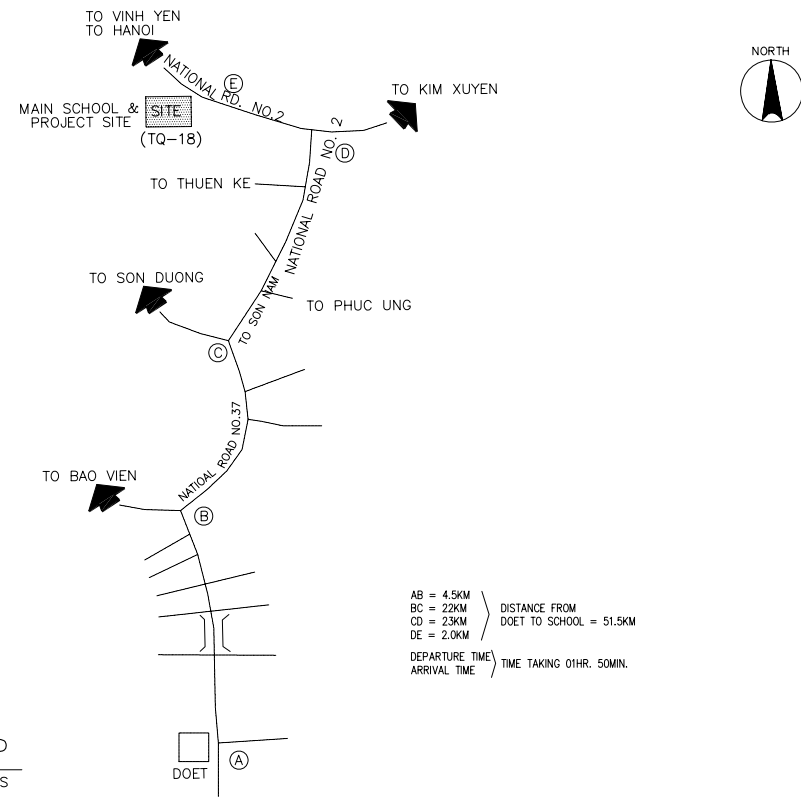 TO VINH YEN
TO HANOI
NORTH
NATIONAL RD. NO.2
E
TO KIM XUYEN
MAIN SCHOOL &
PROJECT SITE
SITE
(TQ-18)
D
TO THUEN KE
NATIONAL ROAD NO. 2
TO SON DUONG
TO SON NAM
TO PHUC UNG
C
NATIOAL ROAD NO.37
TO BAO VIEN
B
AB = 4.5KM
BC = 22KM
CD = 23KM
DE = 2.0KM
DISTANCE FROM
DOET TO SCHOOL = 51.5KM
DEPARTURE TIME
ARRIVAL TIME
TIME TAKING 01HR. 50MIN.
A
DOET
D
S